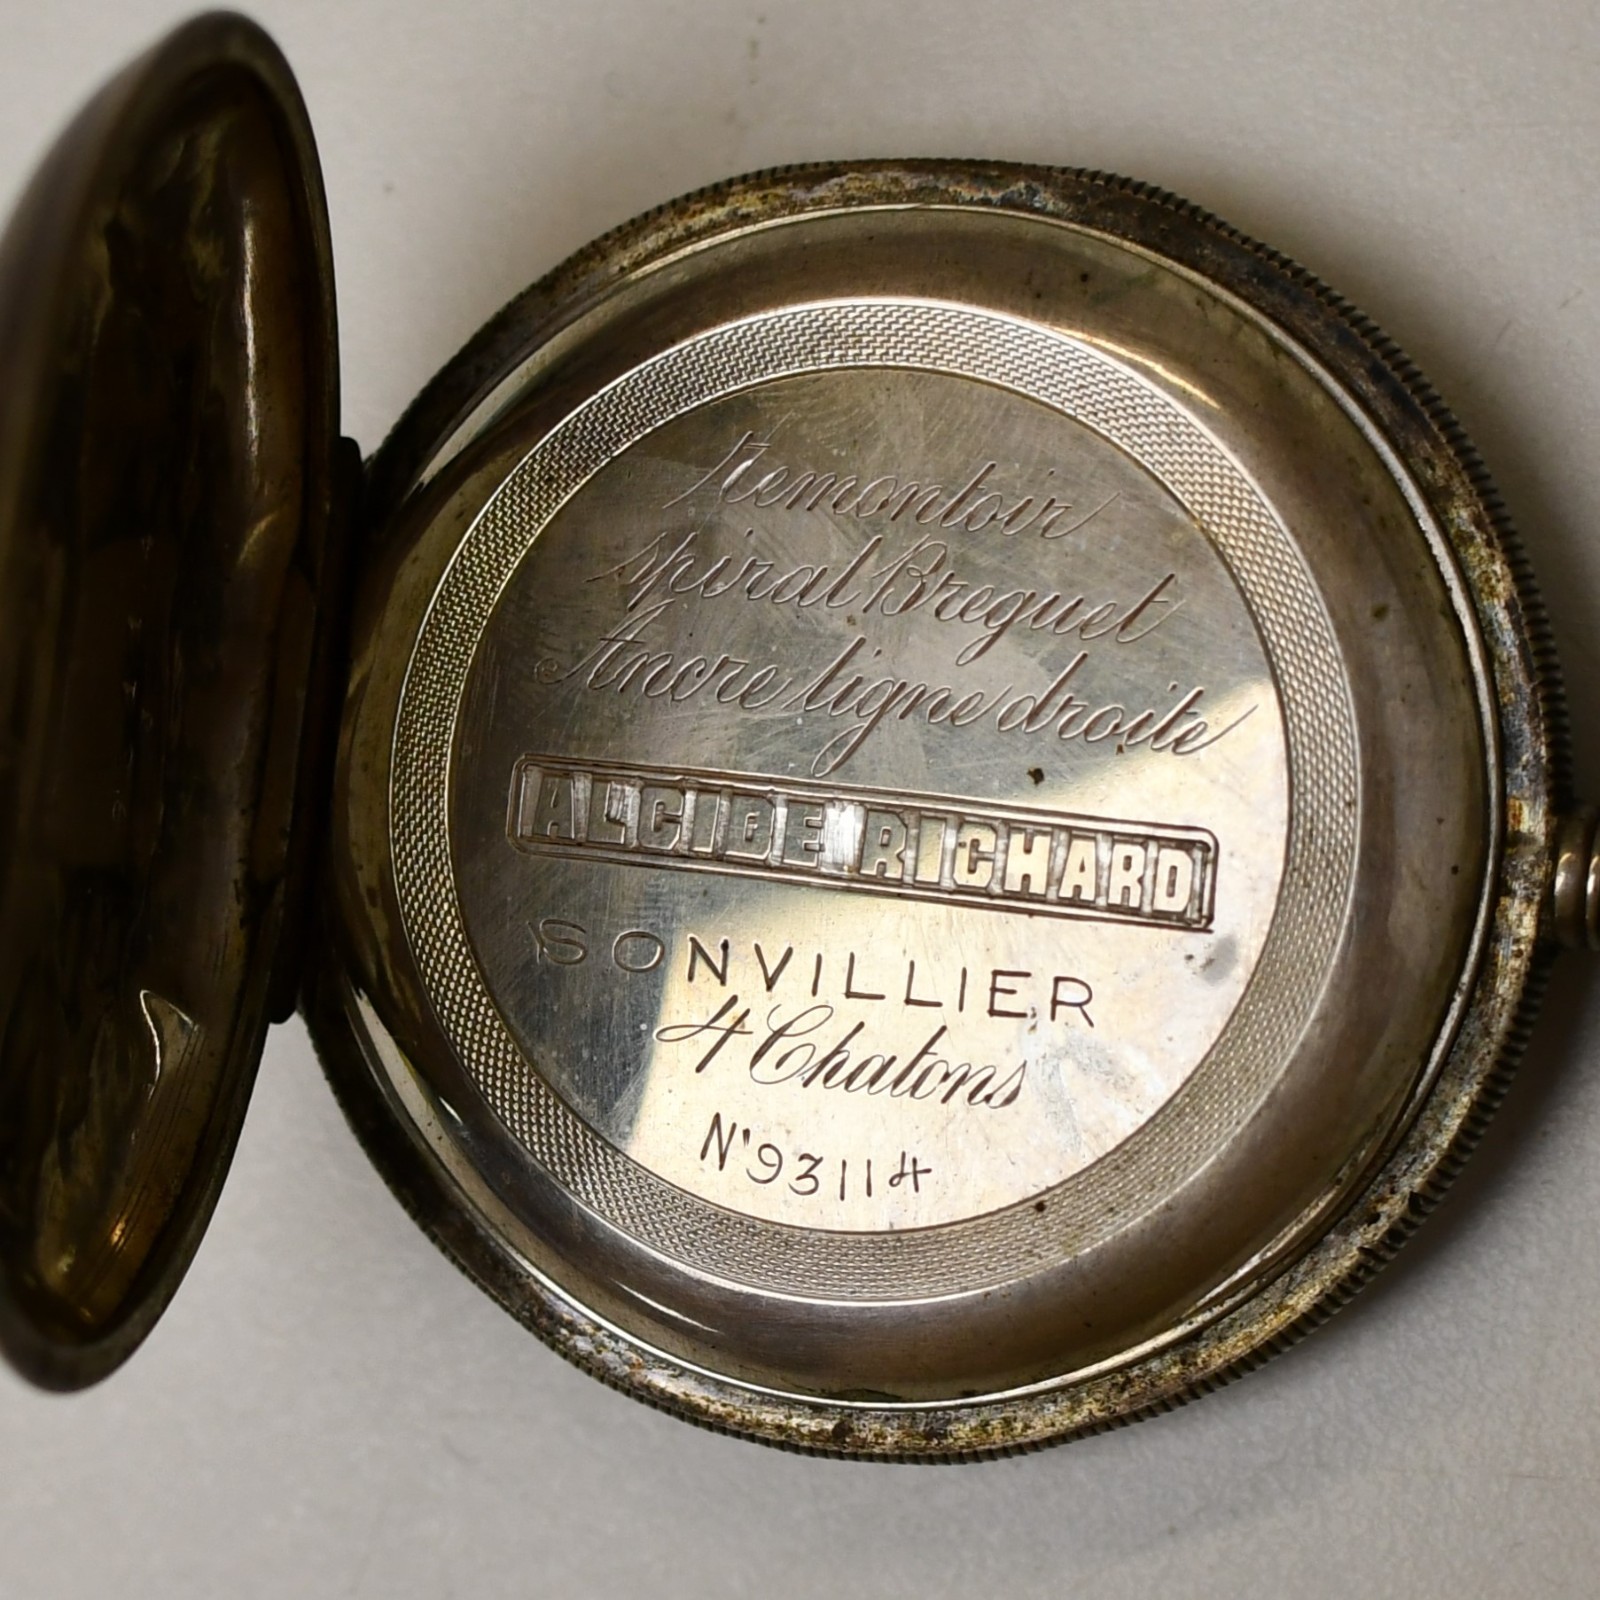 Remontoir
spiral Breguet
Ancre ligne droite
ALCIDE RICHARD
SONVILLIER
4 Chatons
N'93114